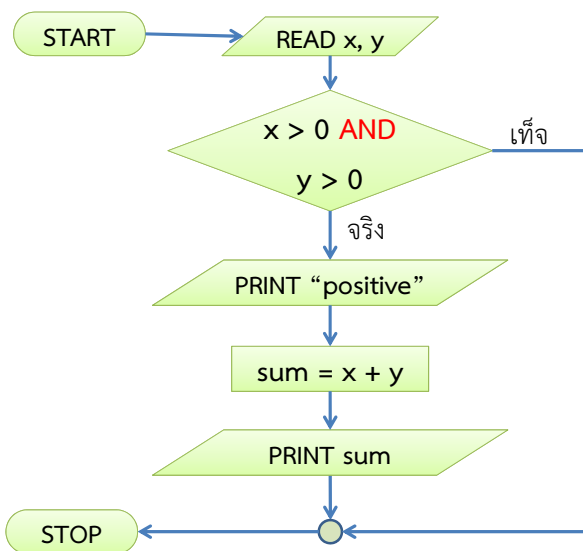 START
READ x, y
x > 0 AND
y > 0
เท็จ
จริง
PRINT “positive”
sum = x + y
PRINT sum
STOP